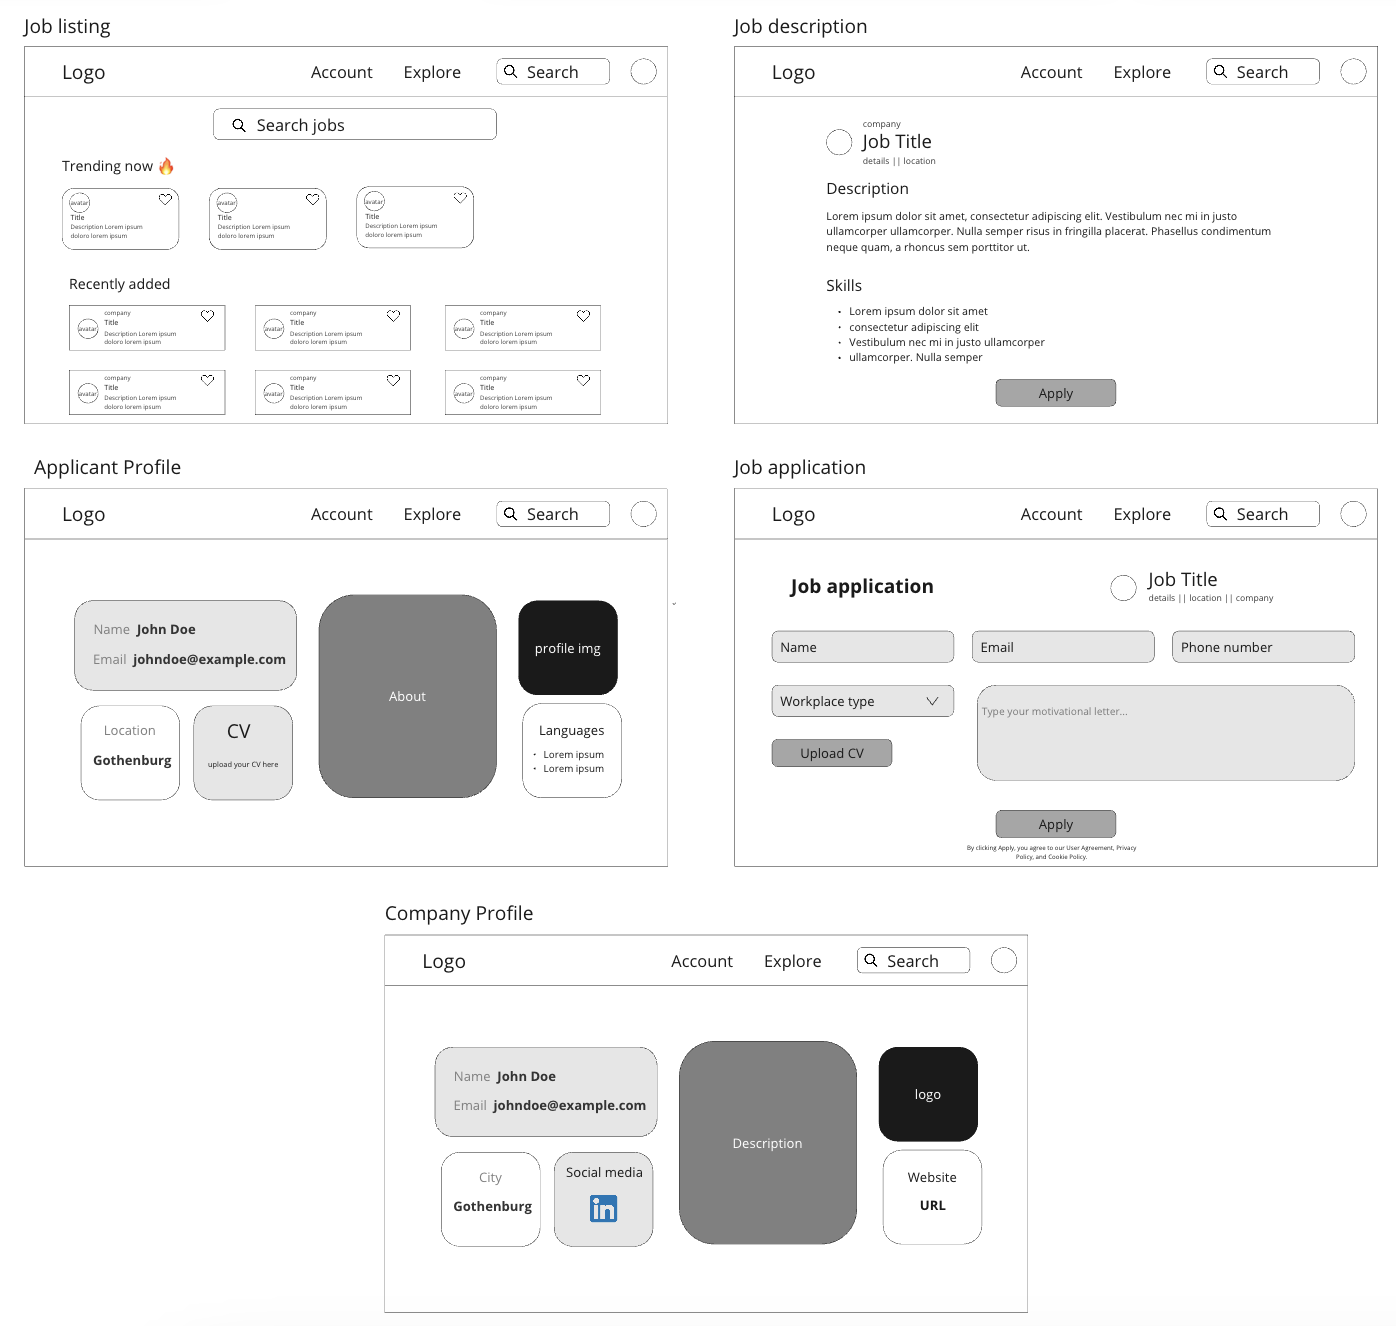 Job listing
Logo Account Explore Search
Search jobs
Trending now 🔥
avatar
Title
Description Lorem ipsum
doloro lorem ipsum
avatar
Title
Description Lorem ipsum
doloro lorem ipsum
avatar
Title
Description Lorem ipsum
doloro lorem ipsum
Recently added
avatar
company
Title
Description Lorem ipsum
doloro lorem ipsum
avatar
company
Title
Description Lorem ipsum
doloro lorem ipsum
avatar
company
Title
Description Lorem ipsum
doloro lorem ipsum
avatar
company
Title
Description Lorem ipsum
doloro lorem ipsum
avatar
company
Title
Description Lorem ipsum
doloro lorem ipsum
avatar
company
Title
Description Lorem ipsum
doloro lorem ipsum
Job description
Logo Account Explore Search
company
Job Title
details || location
Description
Lorem ipsum dolor sit amet, consectetur adipiscing elit. Vestibulum nec mi in justo
ullamcorper ullamcorper. Nulla semper risus in fringilla placerat. Phasellus condimentum
neque quam, a rhoncus sem porttitor ut.
Skills
• Lorem ipsum dolor sit amet
• consectetur adipiscing elit
• Vestibulum nec mi in justo ullamcorper
• ullamcorper. Nulla semper
Apply
Applicant Profile
Logo Account Explore Search
Name John Doe
Email johndoe@example.com
Location
Gothenburg
CV
upload your CV here
About
profile img
Languages
• Lorem ipsum
• Lorem ipsum
Job application
Logo Account Explore Search
Job application
Job Title
details || location || company
Name
Email
Phone number
Workplace type
Type your motivational letter...
Upload CV
Apply
By clicking Apply, you agree to our User Agreement, Privacy
Policy, and Cookie Policy.
Company Profile
Logo Account Explore Search
Name John Doe
Email johndoe@example.com
City
Gothenburg
Social media
in
Description
logo
Website
URL